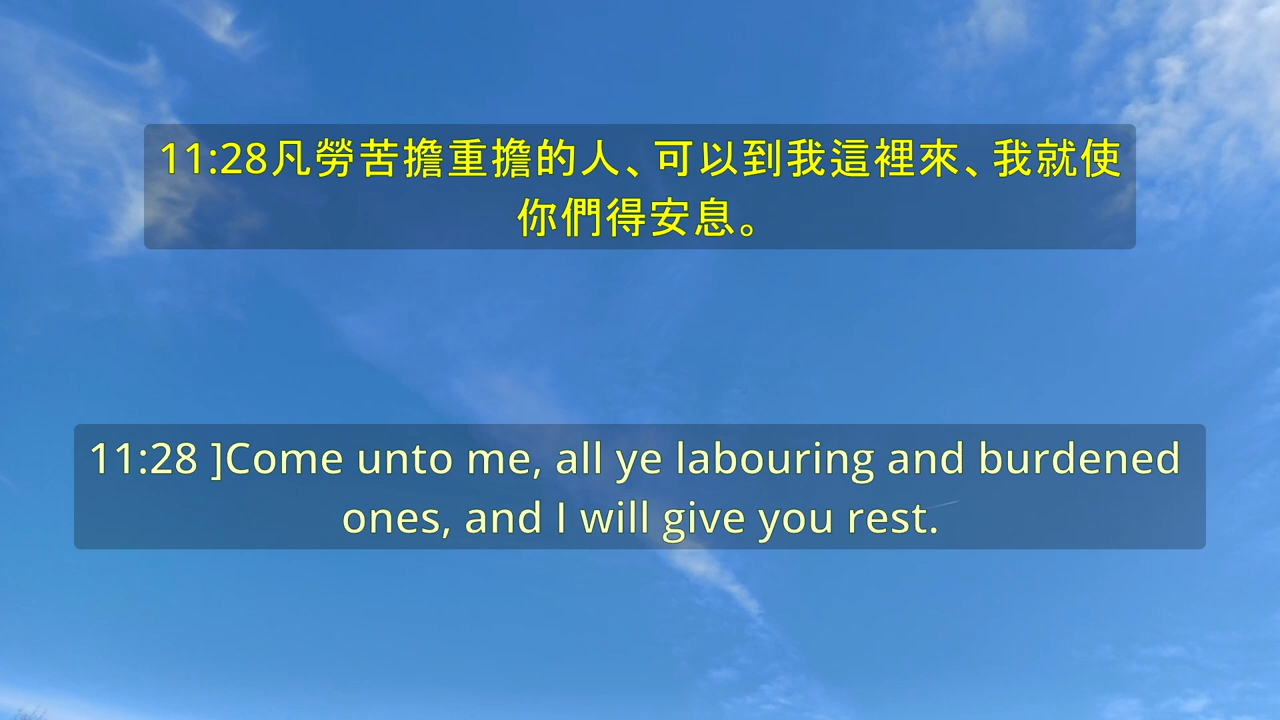 11:28凡勞苦擔重擔的人、可以到我這裡來、我就使
你們得安息。
11:28 ]Come unto me, all ye labouring and burdened
ones, and I will give you rest.